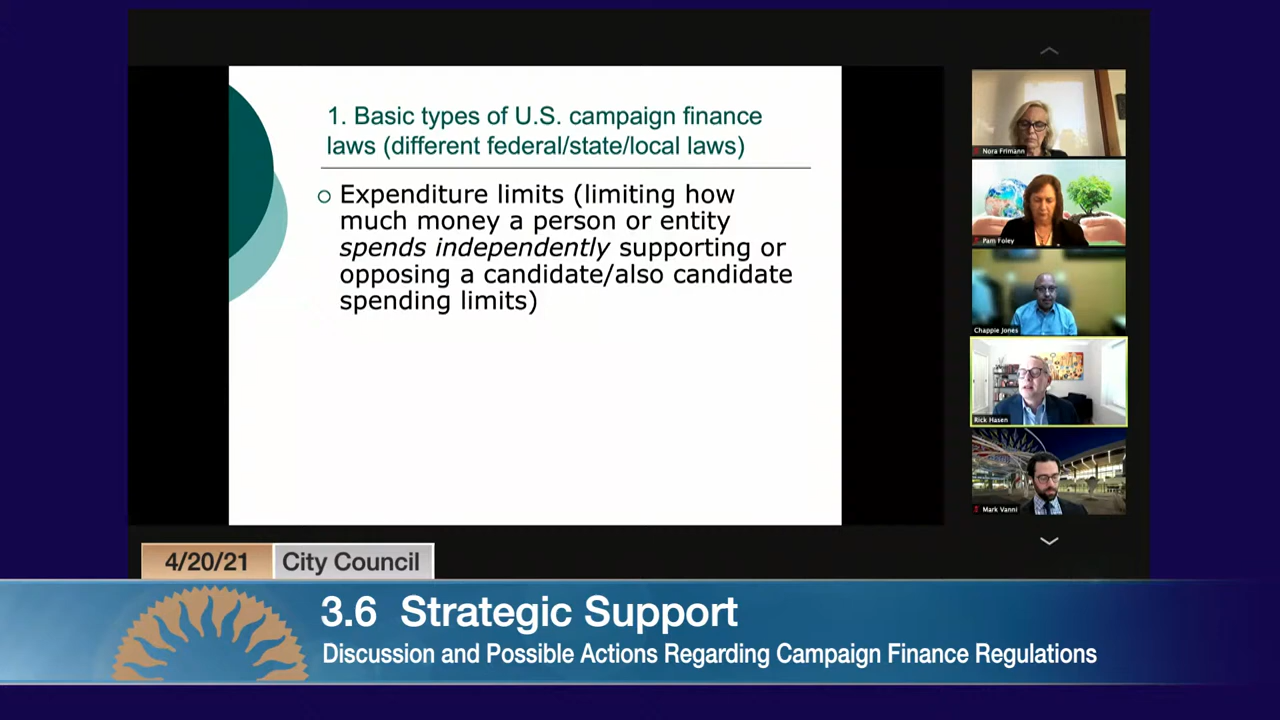 1. Basic types of U.S. campaign finance
laws (different federal/state/local laws)
Expenditure limits (limiting how
much money a person or entity
spends independently supporting or
opposing a candidate/also candidate
spending limits)
Nora Frimann
Pam Foley
Chappie Jones
Rick Hasen
Mark Vanni
4/20/21 City Council
3.6 Strategic Support
Discussion and Possible Actions Regarding Campaign Finance Regulations